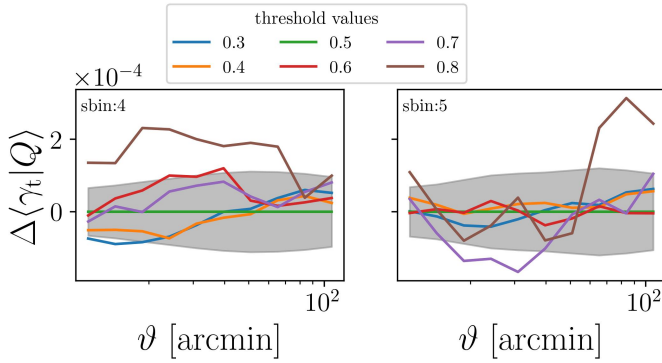 threshold values
0.3 0.5 0.7
0.4 0.6 0.8
×10⁻⁴
sbin:4 sbin:5
2
0
Δ⟨γₜ|Q⟩
10² 10²
ϑ [arcmin] ϑ [arcmin]